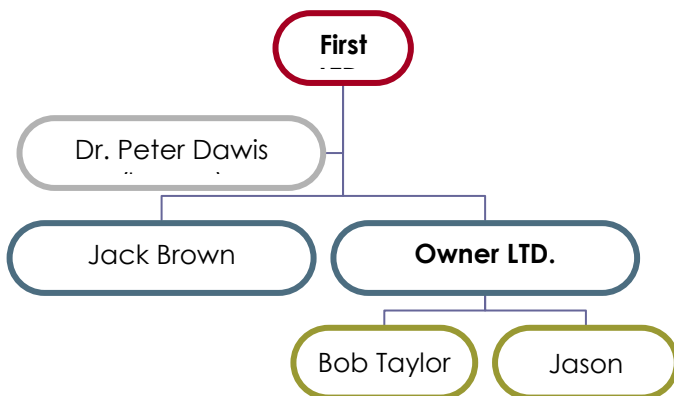 First
Dr. Peter Dawis
Jack Brown
Owner LTD.
Bob Taylor
Jason